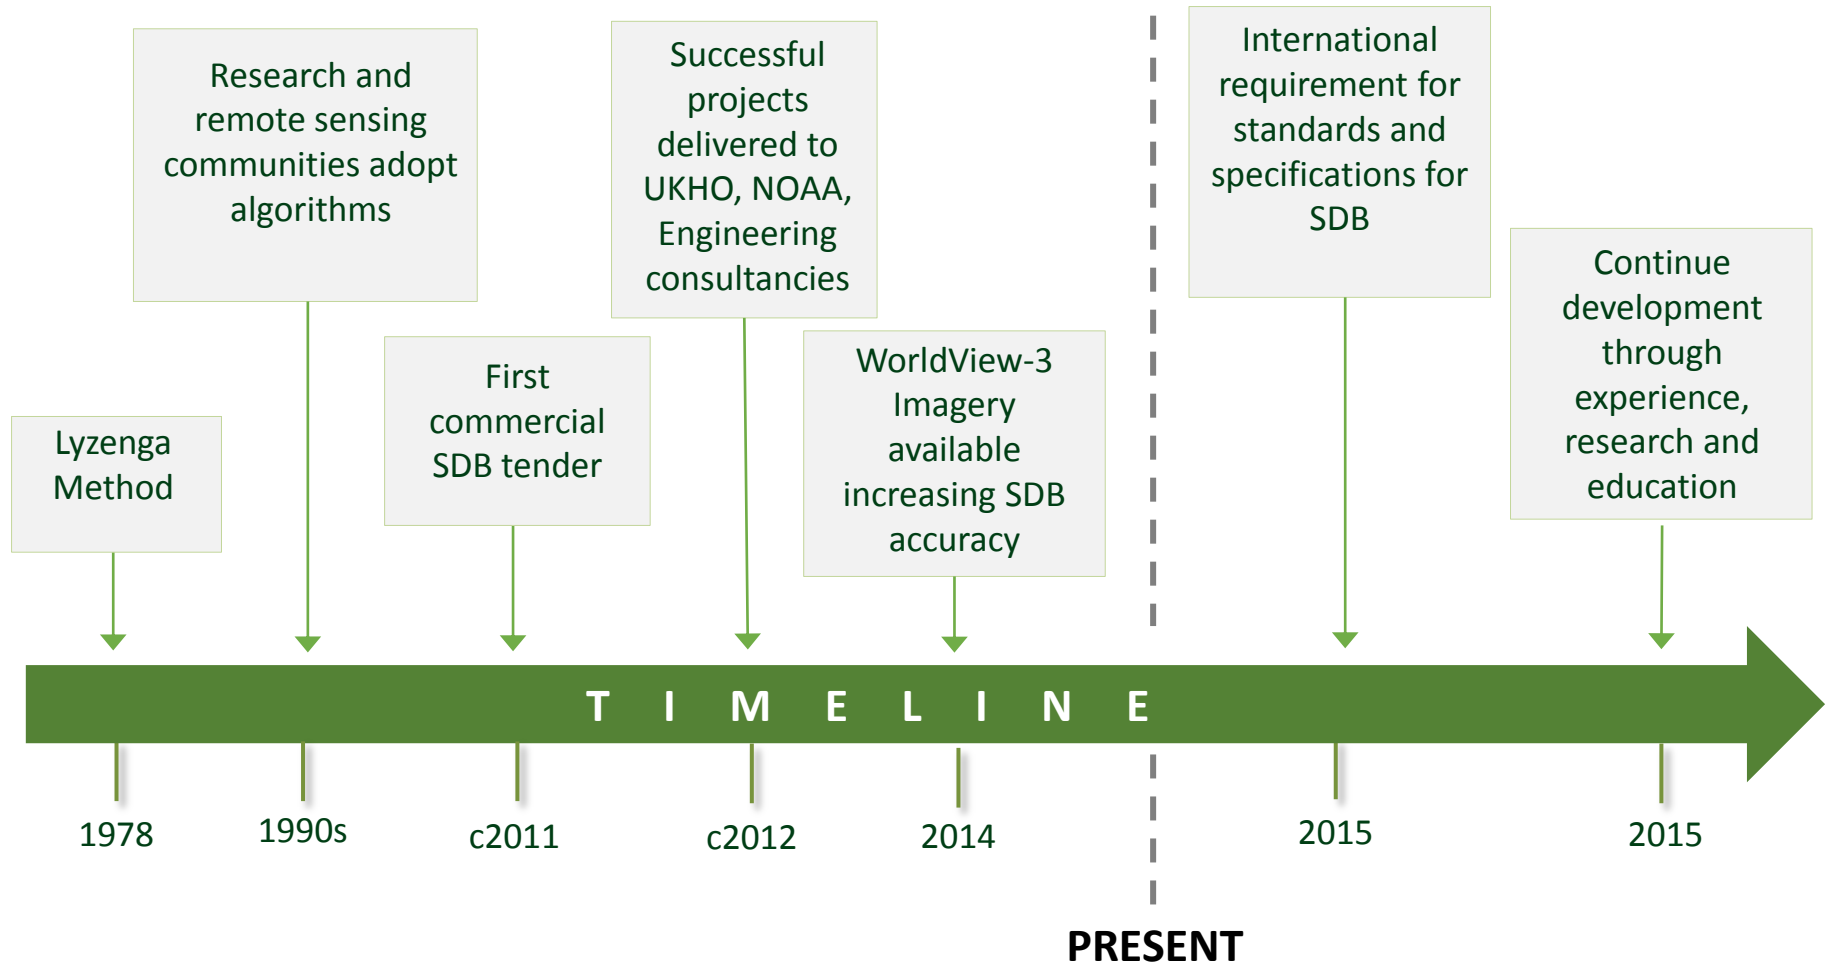 Research and
remote sensing
communities adopt
algorithms
Successful
projects
delivered to
UKHO, NOAA,
Engineering
consultancies
International
requirement for
standards and
specifications for
SDB
Lyzenga
Method
First
commercial
SDB tender
WorldView-3
Imagery
available
increasing SDB
accuracy
Continue
development
through
experience,
research and
education
TIMELINE
1978
1990s
c2011
c2012
2014
2015
2015
PRESENT